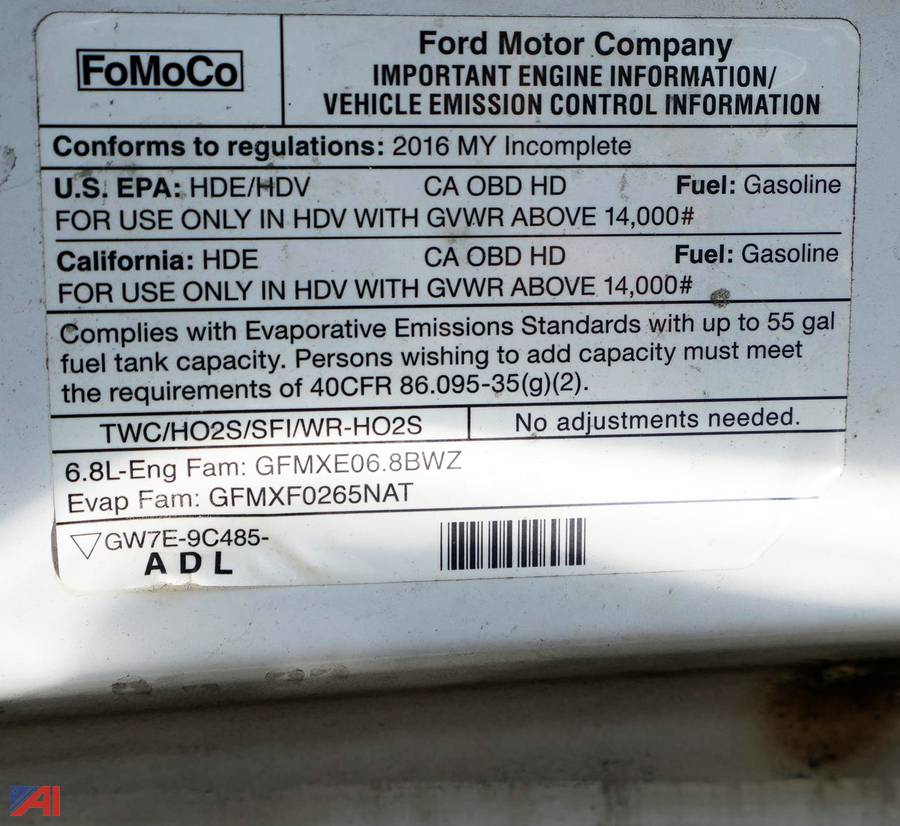 FoMoCo
Ford Motor Company
IMPORTANT ENGINE INFORMATION/
VEHICLE EMISSION CONTROL INFORMATION
Conforms to regulations: 2016 MY Incomplete
U.S. EPA: HDE/HDV CA OBD HD Fuel: Gasoline
FOR USE ONLY IN HDV WITH GVWR ABOVE 14,000#
California: HDE CA OBD HD Fuel: Gasoline
FOR USE ONLY IN HDV WITH GVWR ABOVE 14,000#
Complies with Evaporative Emissions Standards with up to 55 gal
fuel tank capacity. Persons wishing to add capacity must meet
the requirements of 40CFR 86.095-35(g)(2).
TWC/HO2S/SFI/WR-HO2S No adjustments needed.
6.8L-Eng Fam: GFMXE06.8BWZ
Evap Fam: GFMXF0265NAT
GW7E-9C485-
ADL
AI